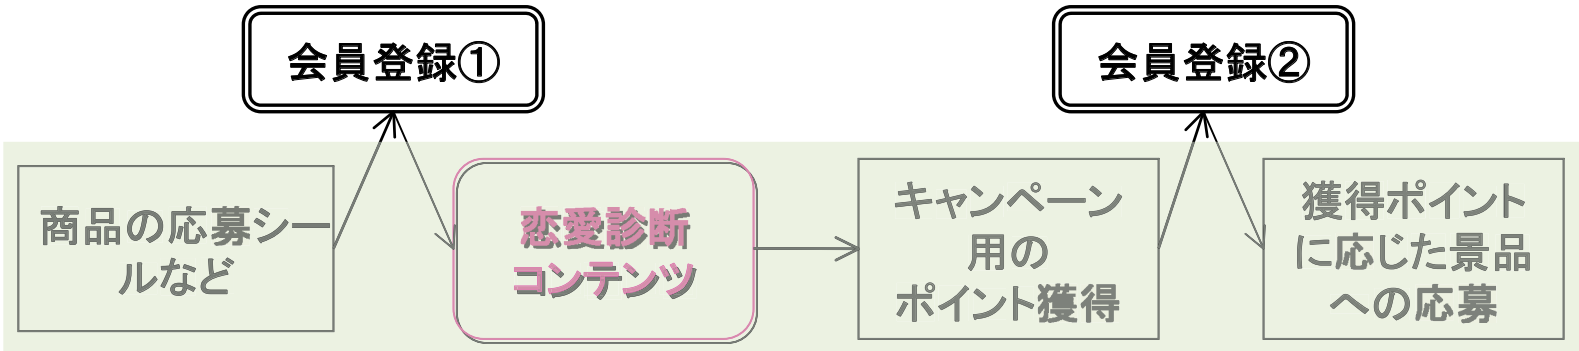 会員登録①
会員登録②
商品の応募シー
ルなど
恋愛診断
コンテンツ
キャンペーン
用の
ポイント獲得
獲得ポイント
に応じた景品
への応募